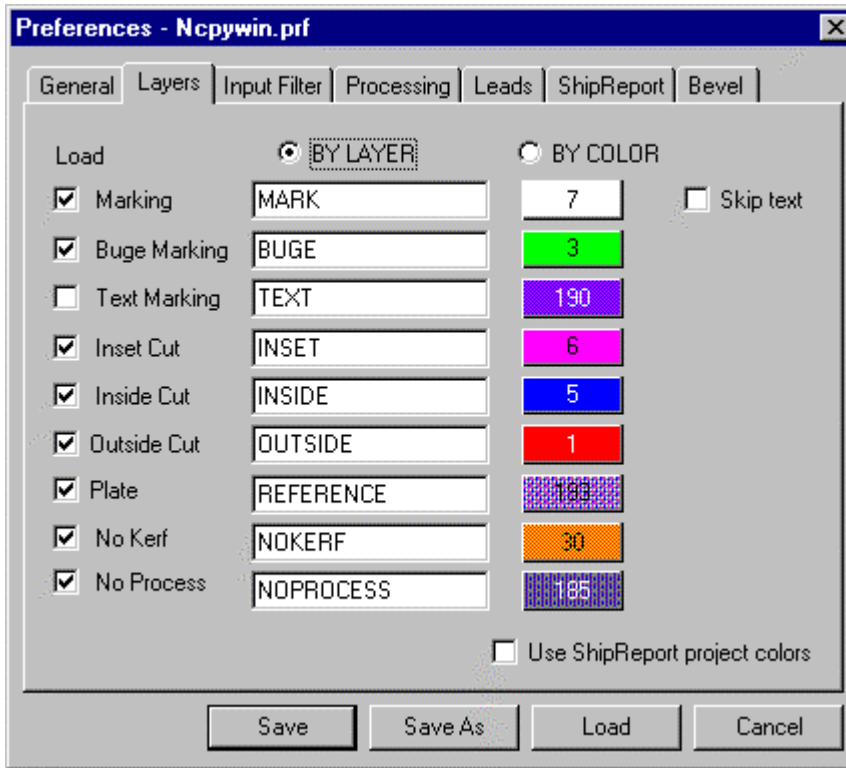 Preferences - Ncpywin.prf
General Layers Input Filter Processing Leads ShipReport Bevel
Load BY LAYER BY COLOR
Marking MARK 7 Skip text
Buge Marking BUGE 3
Text Marking TEXT 190
Inset Cut INSET 6
Inside Cut INSIDE 5
Outside Cut OUTSIDE 1
Plate REFERENCE 193
No Kerf NOKERF 30
No Process NOPROCESS 185
Use ShipReport project colors
Save Save As Load Cancel